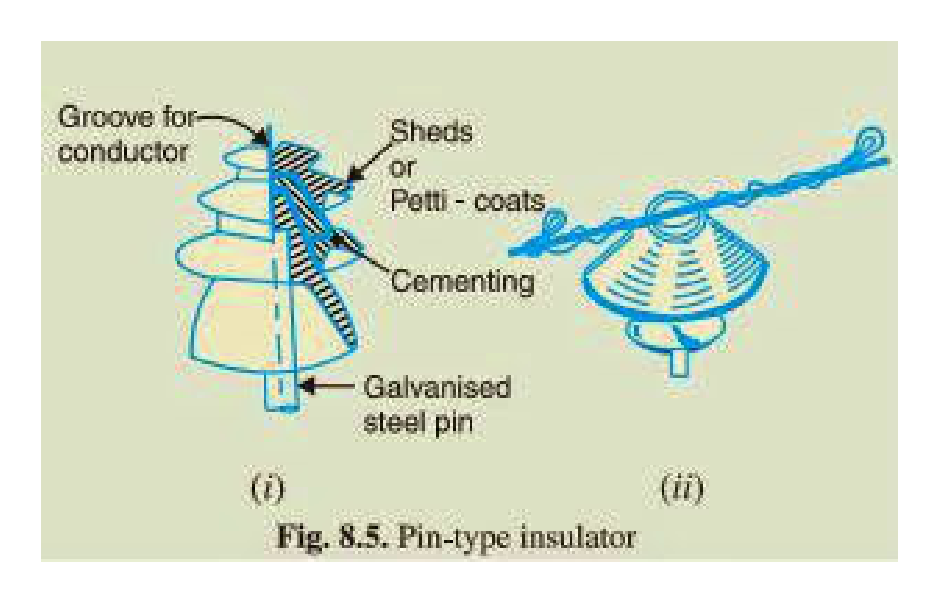 Groove for
conductor
Sheds
or
Petti - coats
Cementing
Galvanised
steel pin
(i)
(ii)
Fig. 8.5. Pin-type insulator